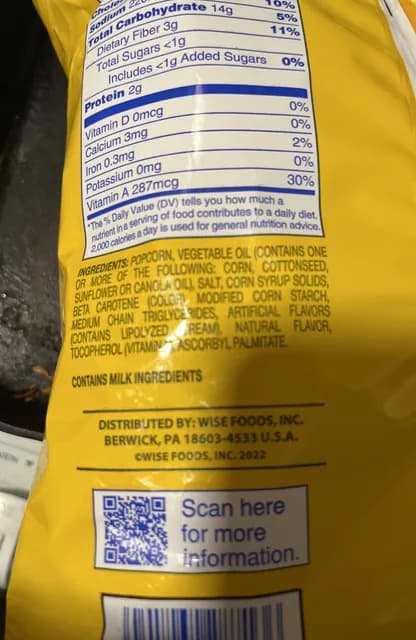 Sodium
10%
Total Carbohydrate 14g 5%
Dietary Fiber 3g 11%
Total Sugars <1g
Includes <1g Added Sugars 0%
Protein 2g
Vitamin D 0mcg 0%
Calcium 3mg 0%
Iron 0.3mg 2%
Potassium 0mg 0%
Vitamin A 287mcg 30%
*The % Daily Value (DV) tells you how much a
nutrient in a serving of food contributes to a daily diet.
2,000 calories a day is used for general nutrition advice.
INGREDIENTS: POPCORN, VEGETABLE OIL (CONTAINS ONE
OR MORE OF THE FOLLOWING: CORN, COTTONSEED,
SUNFLOWER OR CANOLA OIL), SALT, CORN SYRUP SOLIDS,
BETA CAROTENE (COLOR), MODIFIED CORN STARCH,
MEDIUM CHAIN TRIGLYCERIDES, ARTIFICIAL FLAVORS
(CONTAINS LIPOLYZED CREAM), NATURAL FLAVOR,
TOCOPHEROL (VITAMIN ASCORBYL PALMITATE.
CONTAINS MILK INGREDIENTS
DISTRIBUTED BY: WISE FOODS, INC.
BERWICK, PA 18603-4533 U.S.A.
©WISE FOODS, INC. 2022
Scan here
for more
information.